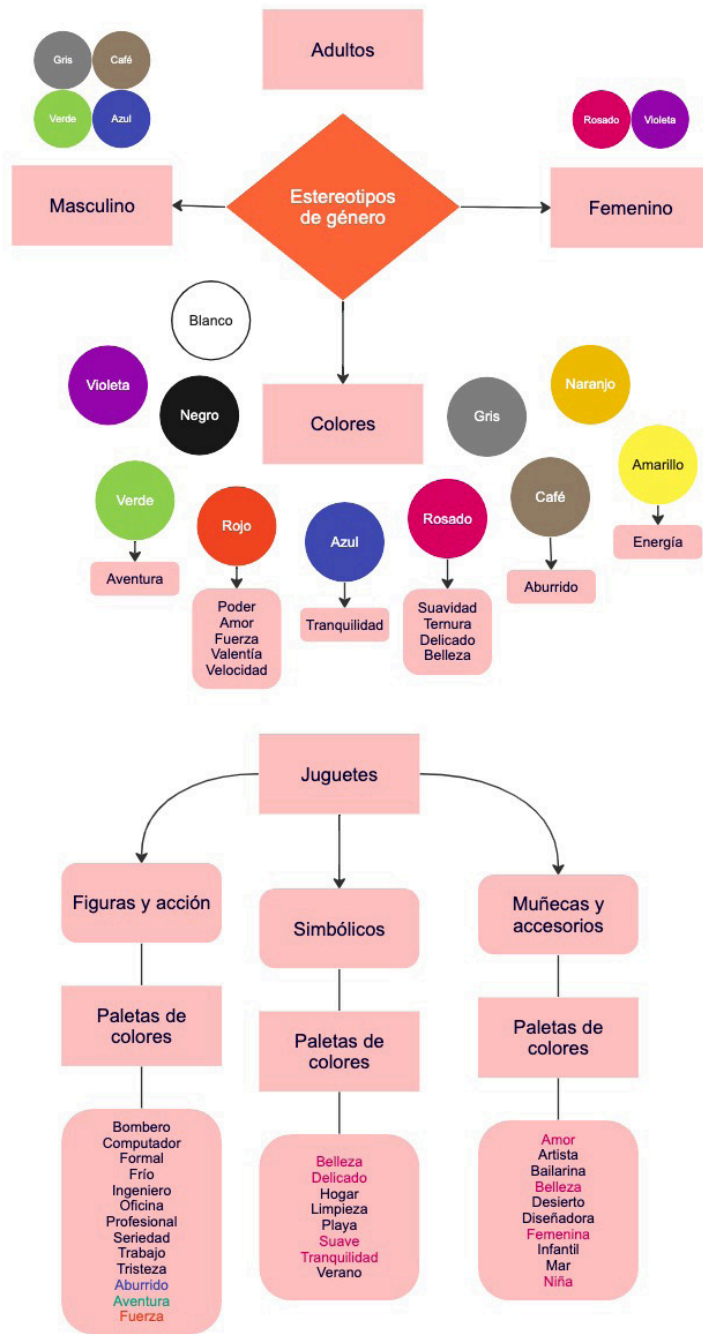 Adultos
Gris
Café
Verde
Azul
Rosado
Violeta
Masculino
Estereotipos
de género
Femenino
Blanco
Violeta
Negro
Colores
Gris
Naranjo
Amarillo
Verde
Rojo
Azul
Rosado
Café
Aventura
Poder
Amor
Fuerza
Valentía
Velocidad
Tranquilidad
Suavidad
Ternura
Delicado
Belleza
Aburrido
Energía
Juguetes
Figuras y acción
Simbólicos
Muñecas y
accesorios
Paletas de
colores
Paletas de
colores
Paletas de
colores
Bombero
Computador
Formal
Frío
Ingeniero
Oficina
Profesional
Seriedad
Trabajo
Tristeza
Aburrido
Aventura
Fuerza
Belleza
Delicado
Hogar
Limpieza
Playa
Suave
Tranquilidad
Verano
Amor
Artista
Bailarina
Belleza
Desierto
Diseñadora
Femenina
Infantil
Mar
Niña